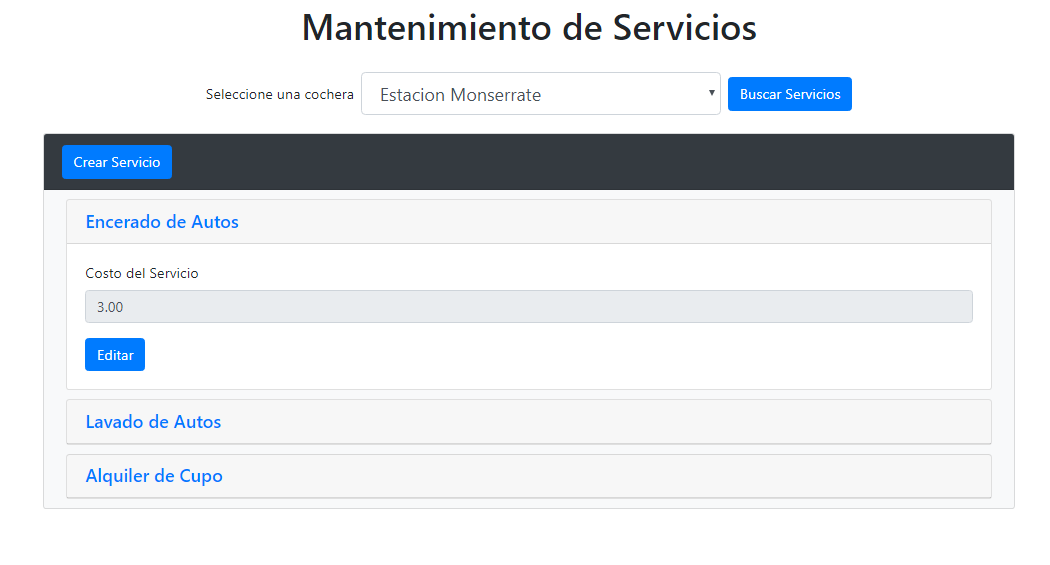 Mantenimiento de Servicios
Seleccione una cochera Estacion Monserrate Buscar Servicios
Crear Servicio
Encerado de Autos
Costo del Servicio
3.00
Editar
Lavado de Autos
Alquiler de Cupo